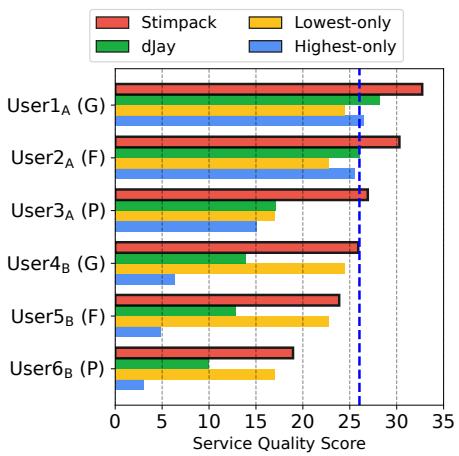 Stimpack Lowest-only
dJay Highest-only
User1A (G)
User2A (F)
User3A (P)
User4B (G)
User5B (F)
User6B (P)
0 5 10 15 20 25 30 35
Service Quality Score